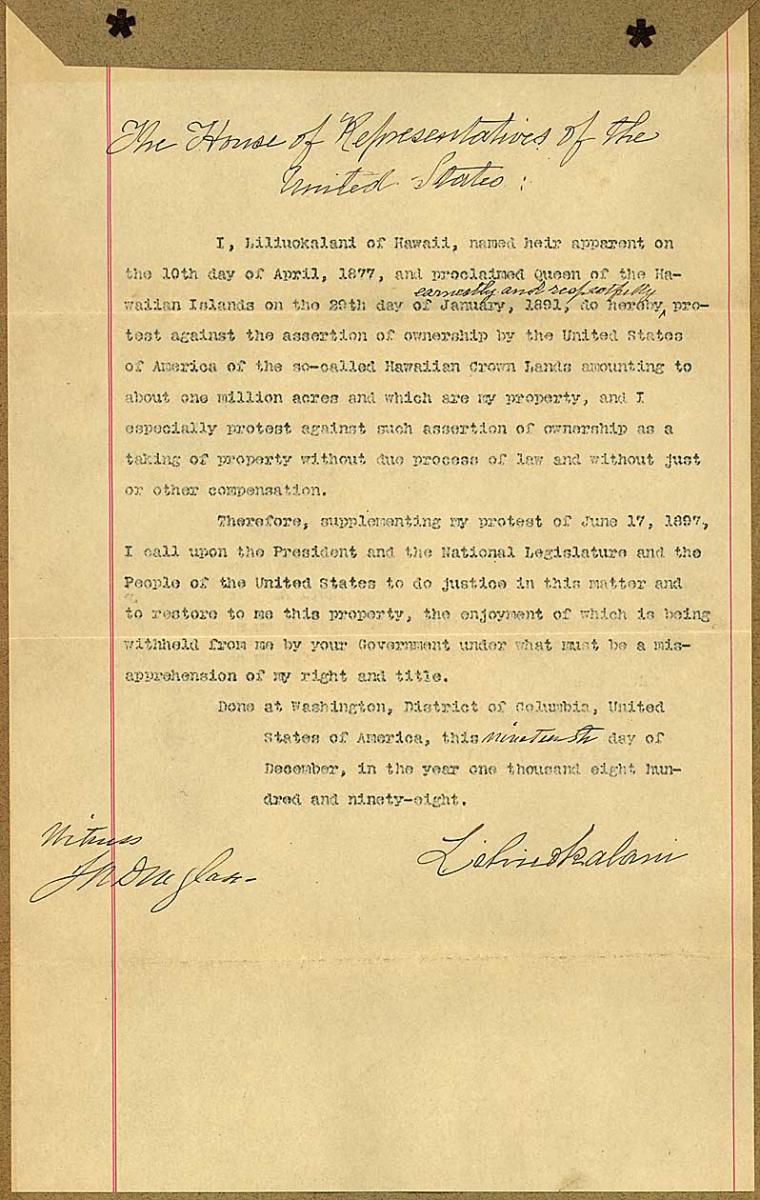 The House of Representatives of the
United States:
I, Liliuokalani of Hawaii, named heir apparent on
the 10th day of April, 1877, and proclaimed Queen of the Ha-
earnestly and respectfully
waiian Islands on the 29th day of January, 1891, do hereby ^ pro-
test against the assertion of ownership by the United States
of America of the so-called Hawaiian Crown Lands amounting to
about one million acres and which are my property, and I
especially protest against such assertion of ownership as a
taking of property without due process of law and without just
or other compensation.
Therefore, supplementing my protest of June 17, 1897,
I call upon the President and the National Legislature and the
People of the United States to do justice in this matter and
to restore to me this property, the enjoyment of which is being
withheld from me by your Government under what must be a mis-
apprehension of my right and title.
Done at Washington, District of Columbia, United
States of America, this nineteenth day of
December, in the year one thousand eight hun-
dred and ninety-eight.
Witness
Liliuokalani